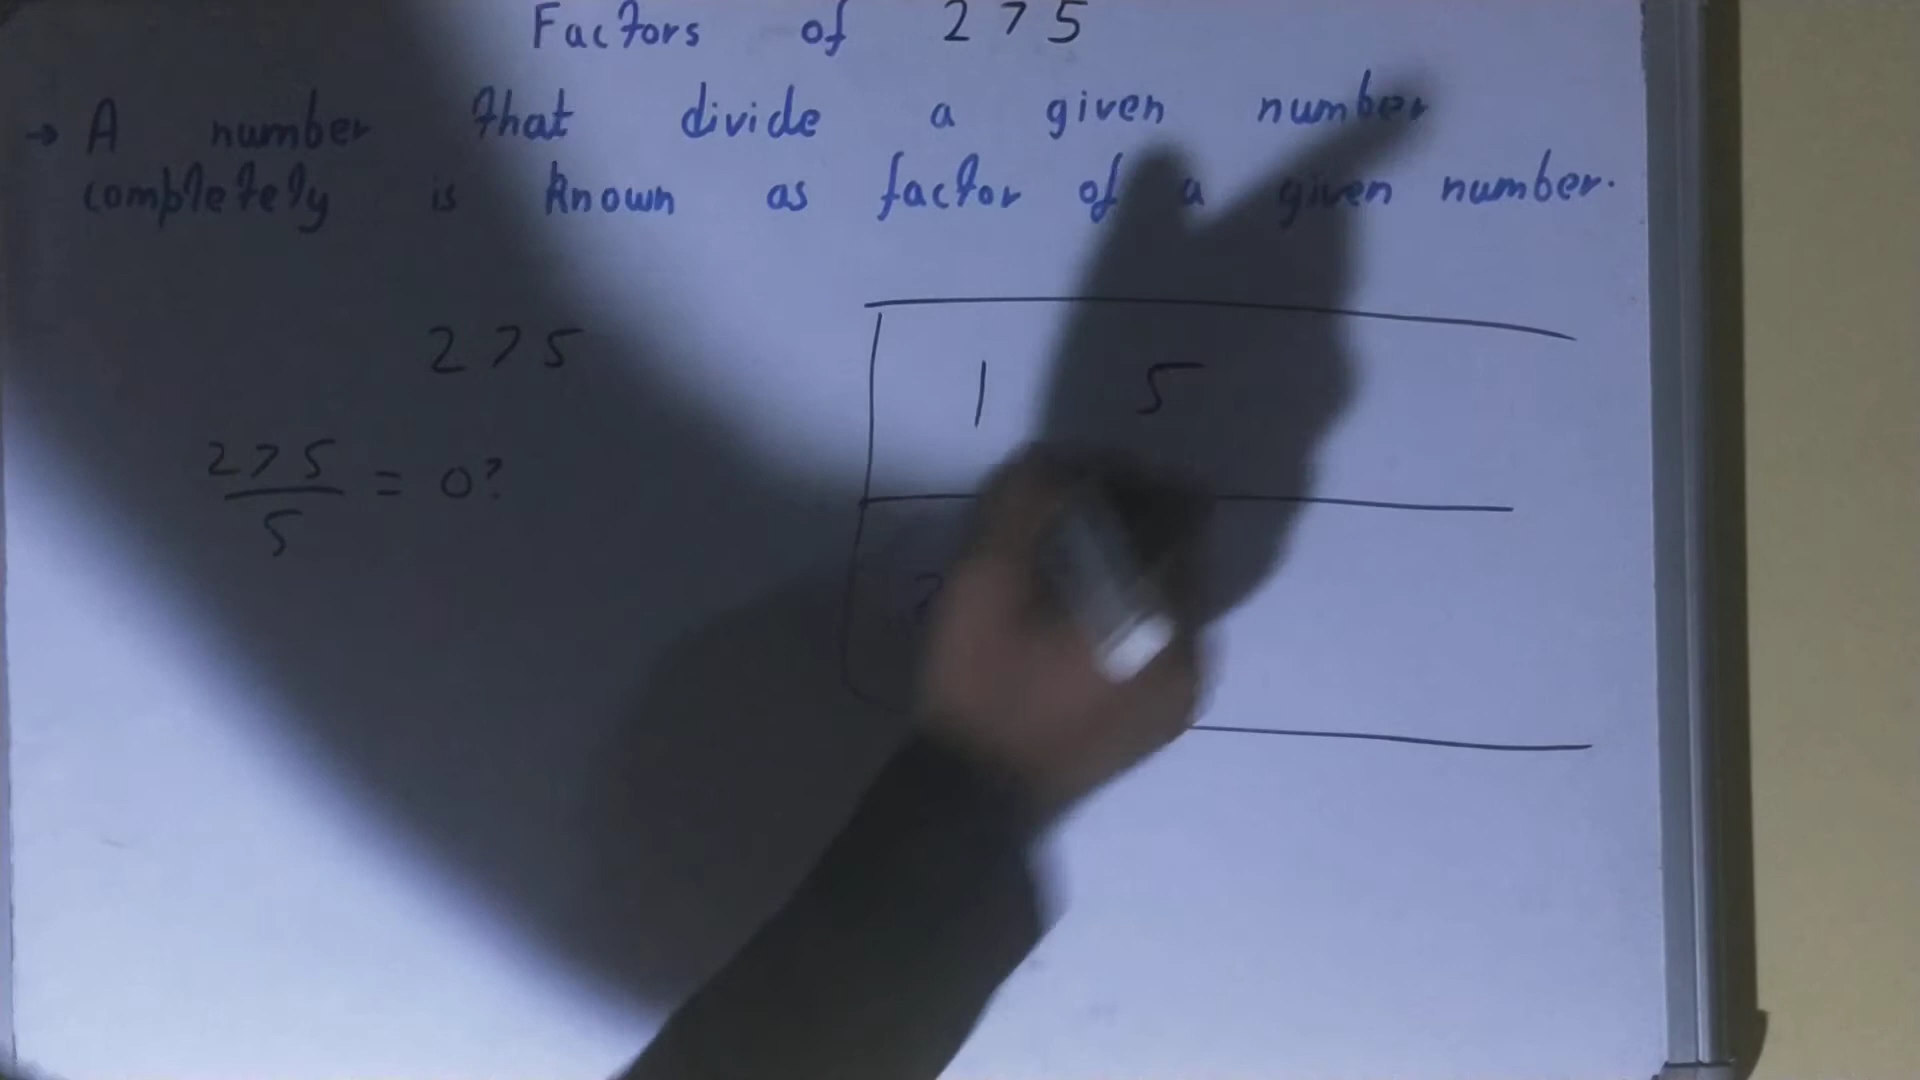 Factors of 275
→ A number that divide a given number
completely is known as factor of a given number.
275
275/5 = 0?
1 5
2